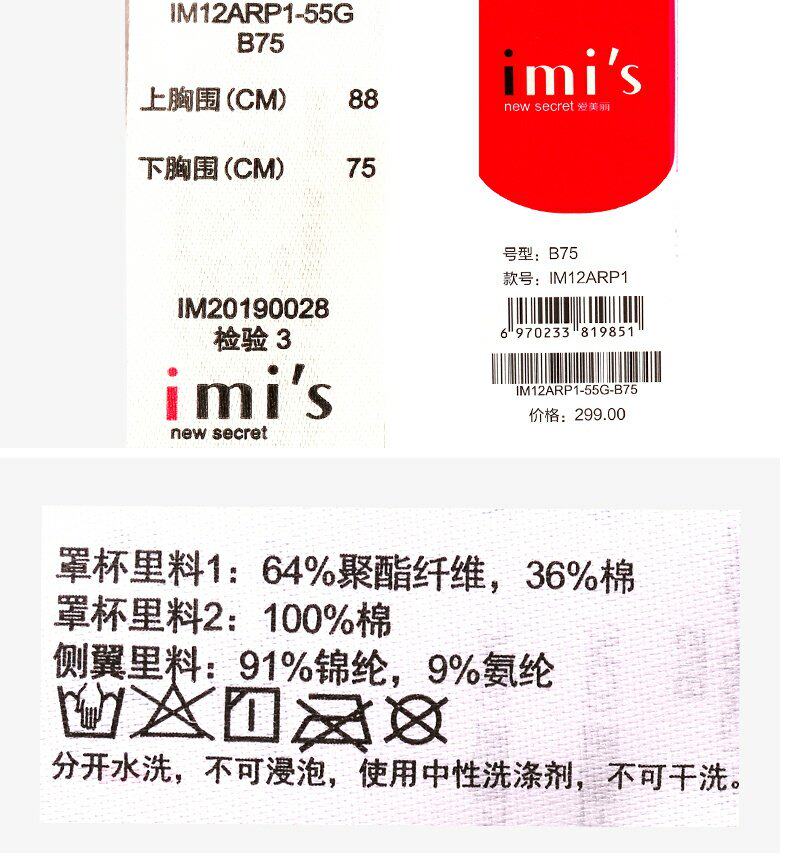 IM12ARP1-55G
B75
上胸围(CM) 88
下胸围(CM) 75
IM20190028
检验 3
imi's
new secret
imi's
new secret 爱美丽
号型: B75
款号: IM12ARP1
6 970233 819851
IM12ARP1-55G-B75
价格: 299.00
罩杯里料1: 64%聚酯纤维, 36%棉
罩杯里料2: 100%棉
侧翼里料: 91%锦纶, 9%氨纶
分开水洗, 不可浸泡, 使用中性洗涤剂, 不可干洗。